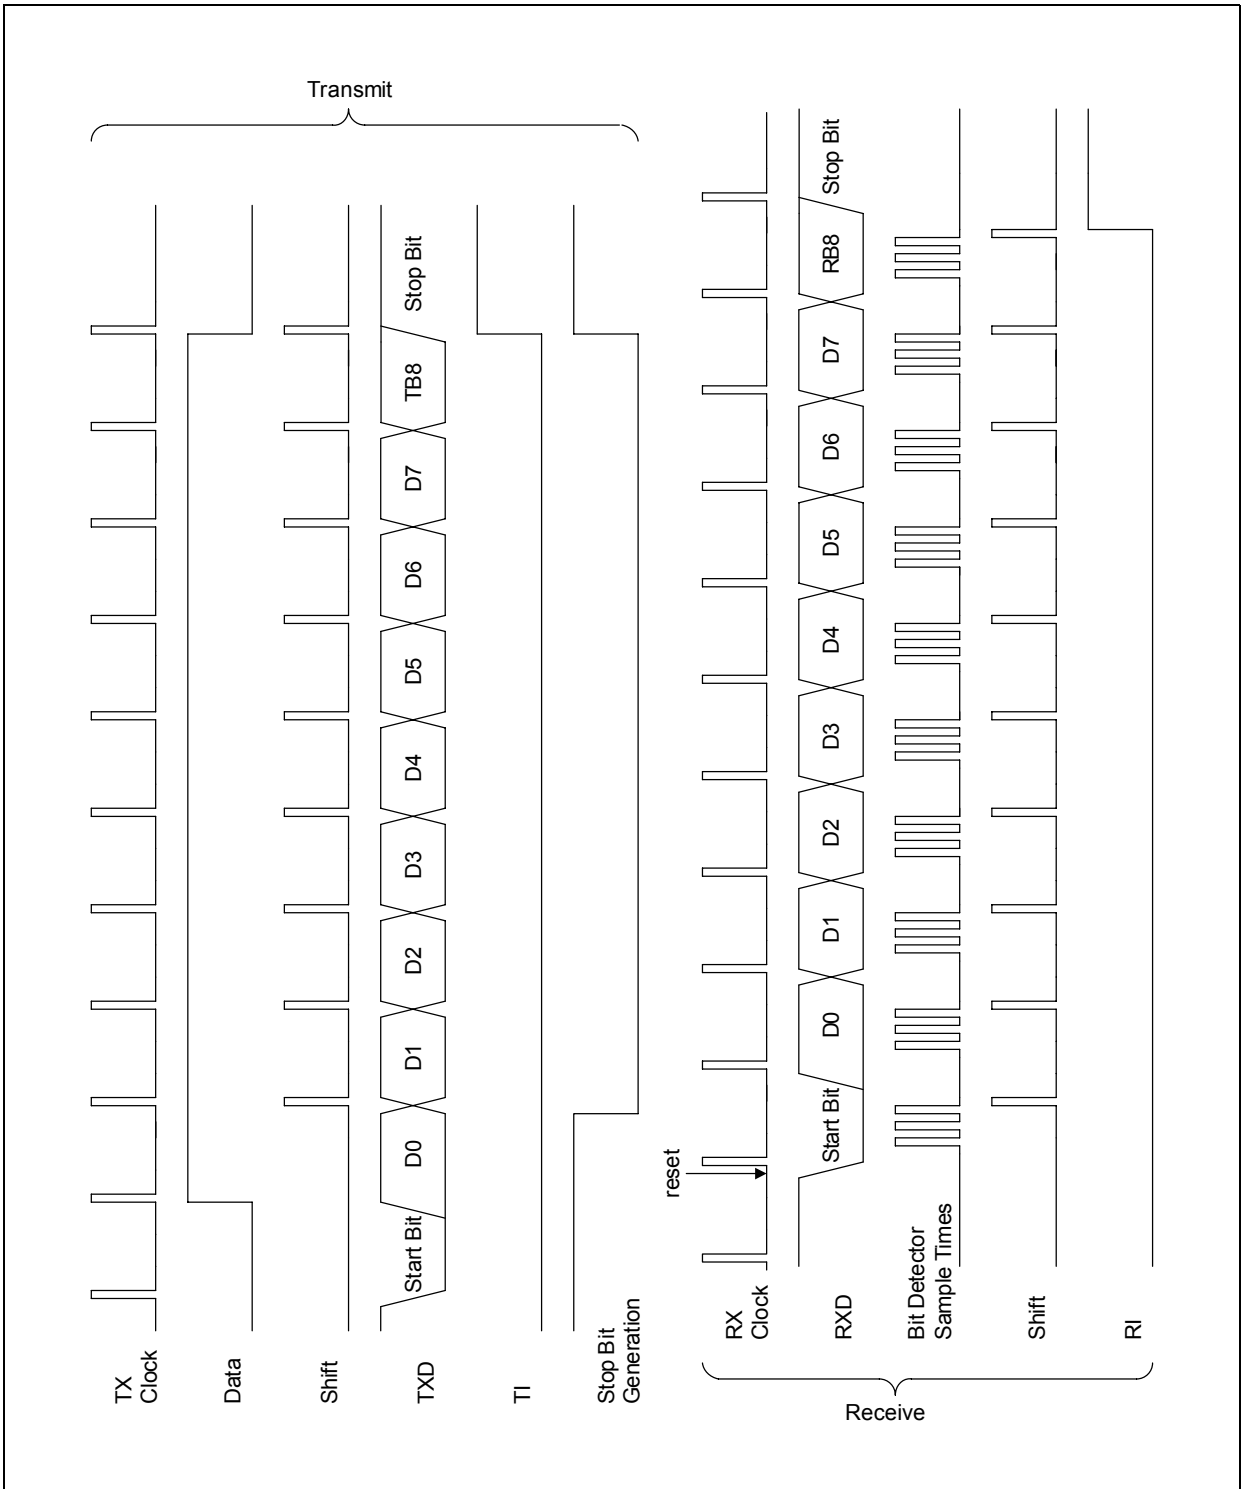 Transmit
TX
Clock
Data
Shift
TXD
Start Bit
D0
D1
D2
D3
D4
D5
D6
D7
TB8
Stop Bit
TI
Stop Bit
Generation
RX
Clock
reset
RXD
Start Bit
D0
D1
D2
D3
D4
D5
D6
D7
RB8
Stop Bit
Bit Detector
Sample Times
Shift
RI
Receive